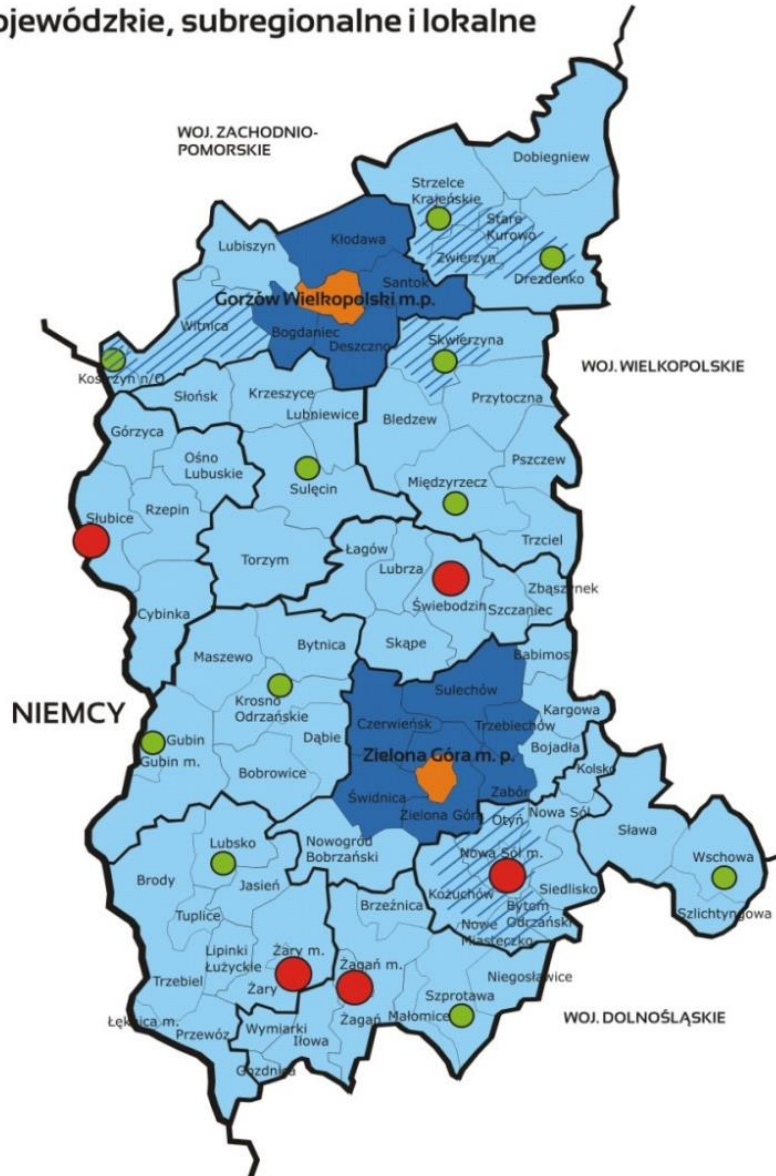 ojewódzkie, subregionalne i lokalne
WOJ. ZACHODNIO-
POMORSKIE
Dobiegniew
Strzelce
Krajeńskie
Stare
Kurowo
Kłodawa
Lubiszyn
Zwierzyn
Drezdenko
Santok
Gorzów Wielkopolski m.p.
Witnica
Bogdaniec
Deszczno
Skwierzyna
WOJ. WIELKOPOLSKIE
Kostrzyn n/O
Słońsk
Krzeszyce
Przytoczna
Lubniewice
Bledzew
Górzyca
Ośno
Lubuskie
Pszczew
Międzyrzecz
Sulęcin
Rzepin
Słubice
Trzciel
Łagów
Torzym
Lubrza
Zbąszynek
Świebodzin
Szczaniec
Cybinka
Skąpe
Bytnica
Maszewo
Babimost
Sulechów
Krosno
Odrzańskie
Kargowa
NIEMCY
Czerwieńsk
Trzebiechów
Dąbie
Gubin
Bojadła
Zielona Góra m. p.
Gubin m.
Bobrowice
Kolsko
Zabór
Świdnica
Zielona Góra
Otyń
Nowa Sól
Sława
Nowogród
Bobrzański
Lubsko
Nowa Sól m.
Wschowa
Brody
Jasień
Kożuchów
Siedlisko
Brzeźnica
Bytom
Odrzański
Szlichtyngowa
Tuplice
Nowe
Miasteczko
Lipinki
Łużyckie
Żary m.
Żagań m.
Niegosławice
Trzebiel
Żary
Szprotawa
Łęknica m.
Przewóz
Wymiarki
Iłowa
Żagań
Małomice
WOJ. DOLNOŚLĄSKIE
Gozdnica